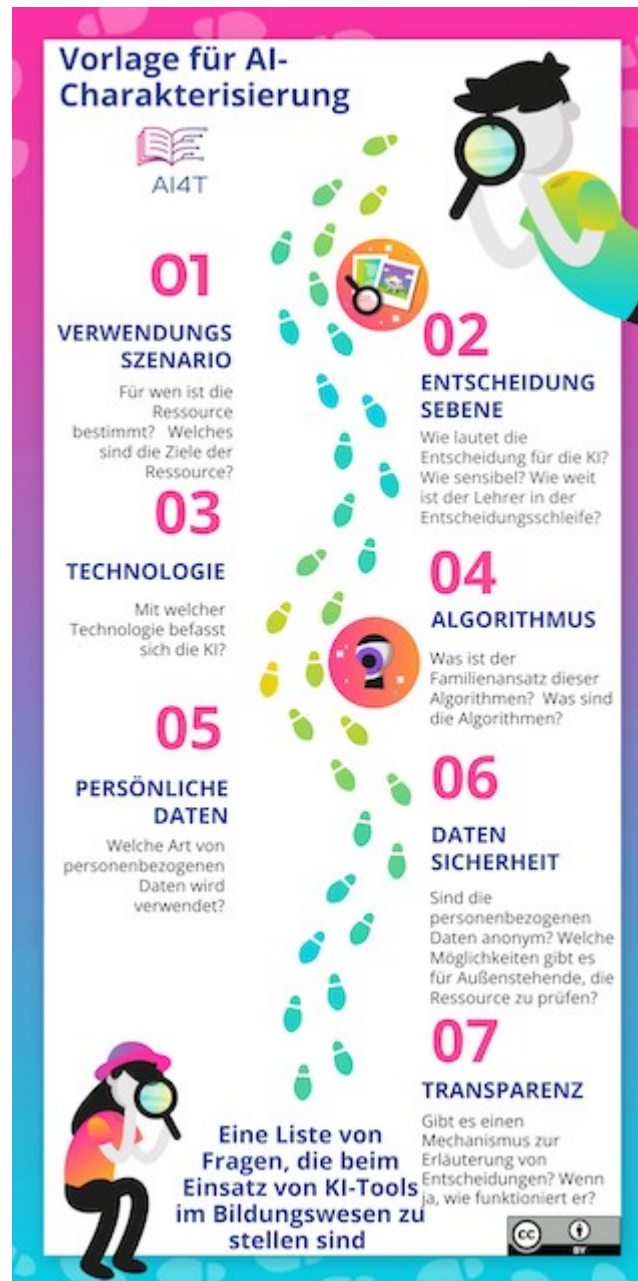 Vorlage für AI-
Charakterisierung
AI4T
01
VERWENDUNGS
SZENARIO
Für wen ist die
Ressource
bestimmt? Welches
sind die Ziele der
Ressource?
02
ENTSCHEIDUNG
SEBENE
Wie lautet die
Entscheidung für die KI?
Wie sensibel? Wie weit
ist der Lehrer in der
Entscheidungsschleife?
03
TECHNOLOGIE
Mit welcher
Technologie befasst
sich die KI?
04
ALGORITHMUS
Was ist der
Familienansatz dieser
Algorithmen? Was sind
die Algorithmen?
05
PERSÖNLICHE
DATEN
Welche Art von
personenbezogenen
Daten wird
verwendet?
06
DATEN
SICHERHEIT
Sind die
personenbezogenen
Daten anonym? Welche
Möglichkeiten gibt es
für Außenstehende, die
Ressource zu prüfen?
07
TRANSPARENZ
Gibt es einen
Mechanismus zur
Erläuterung von
Entscheidungen? Wenn
ja, wie funktioniert er?
Eine Liste von
Fragen, die beim
Einsatz von KI-Tools
im Bildungswesen zu
stellen sind
cc
BY